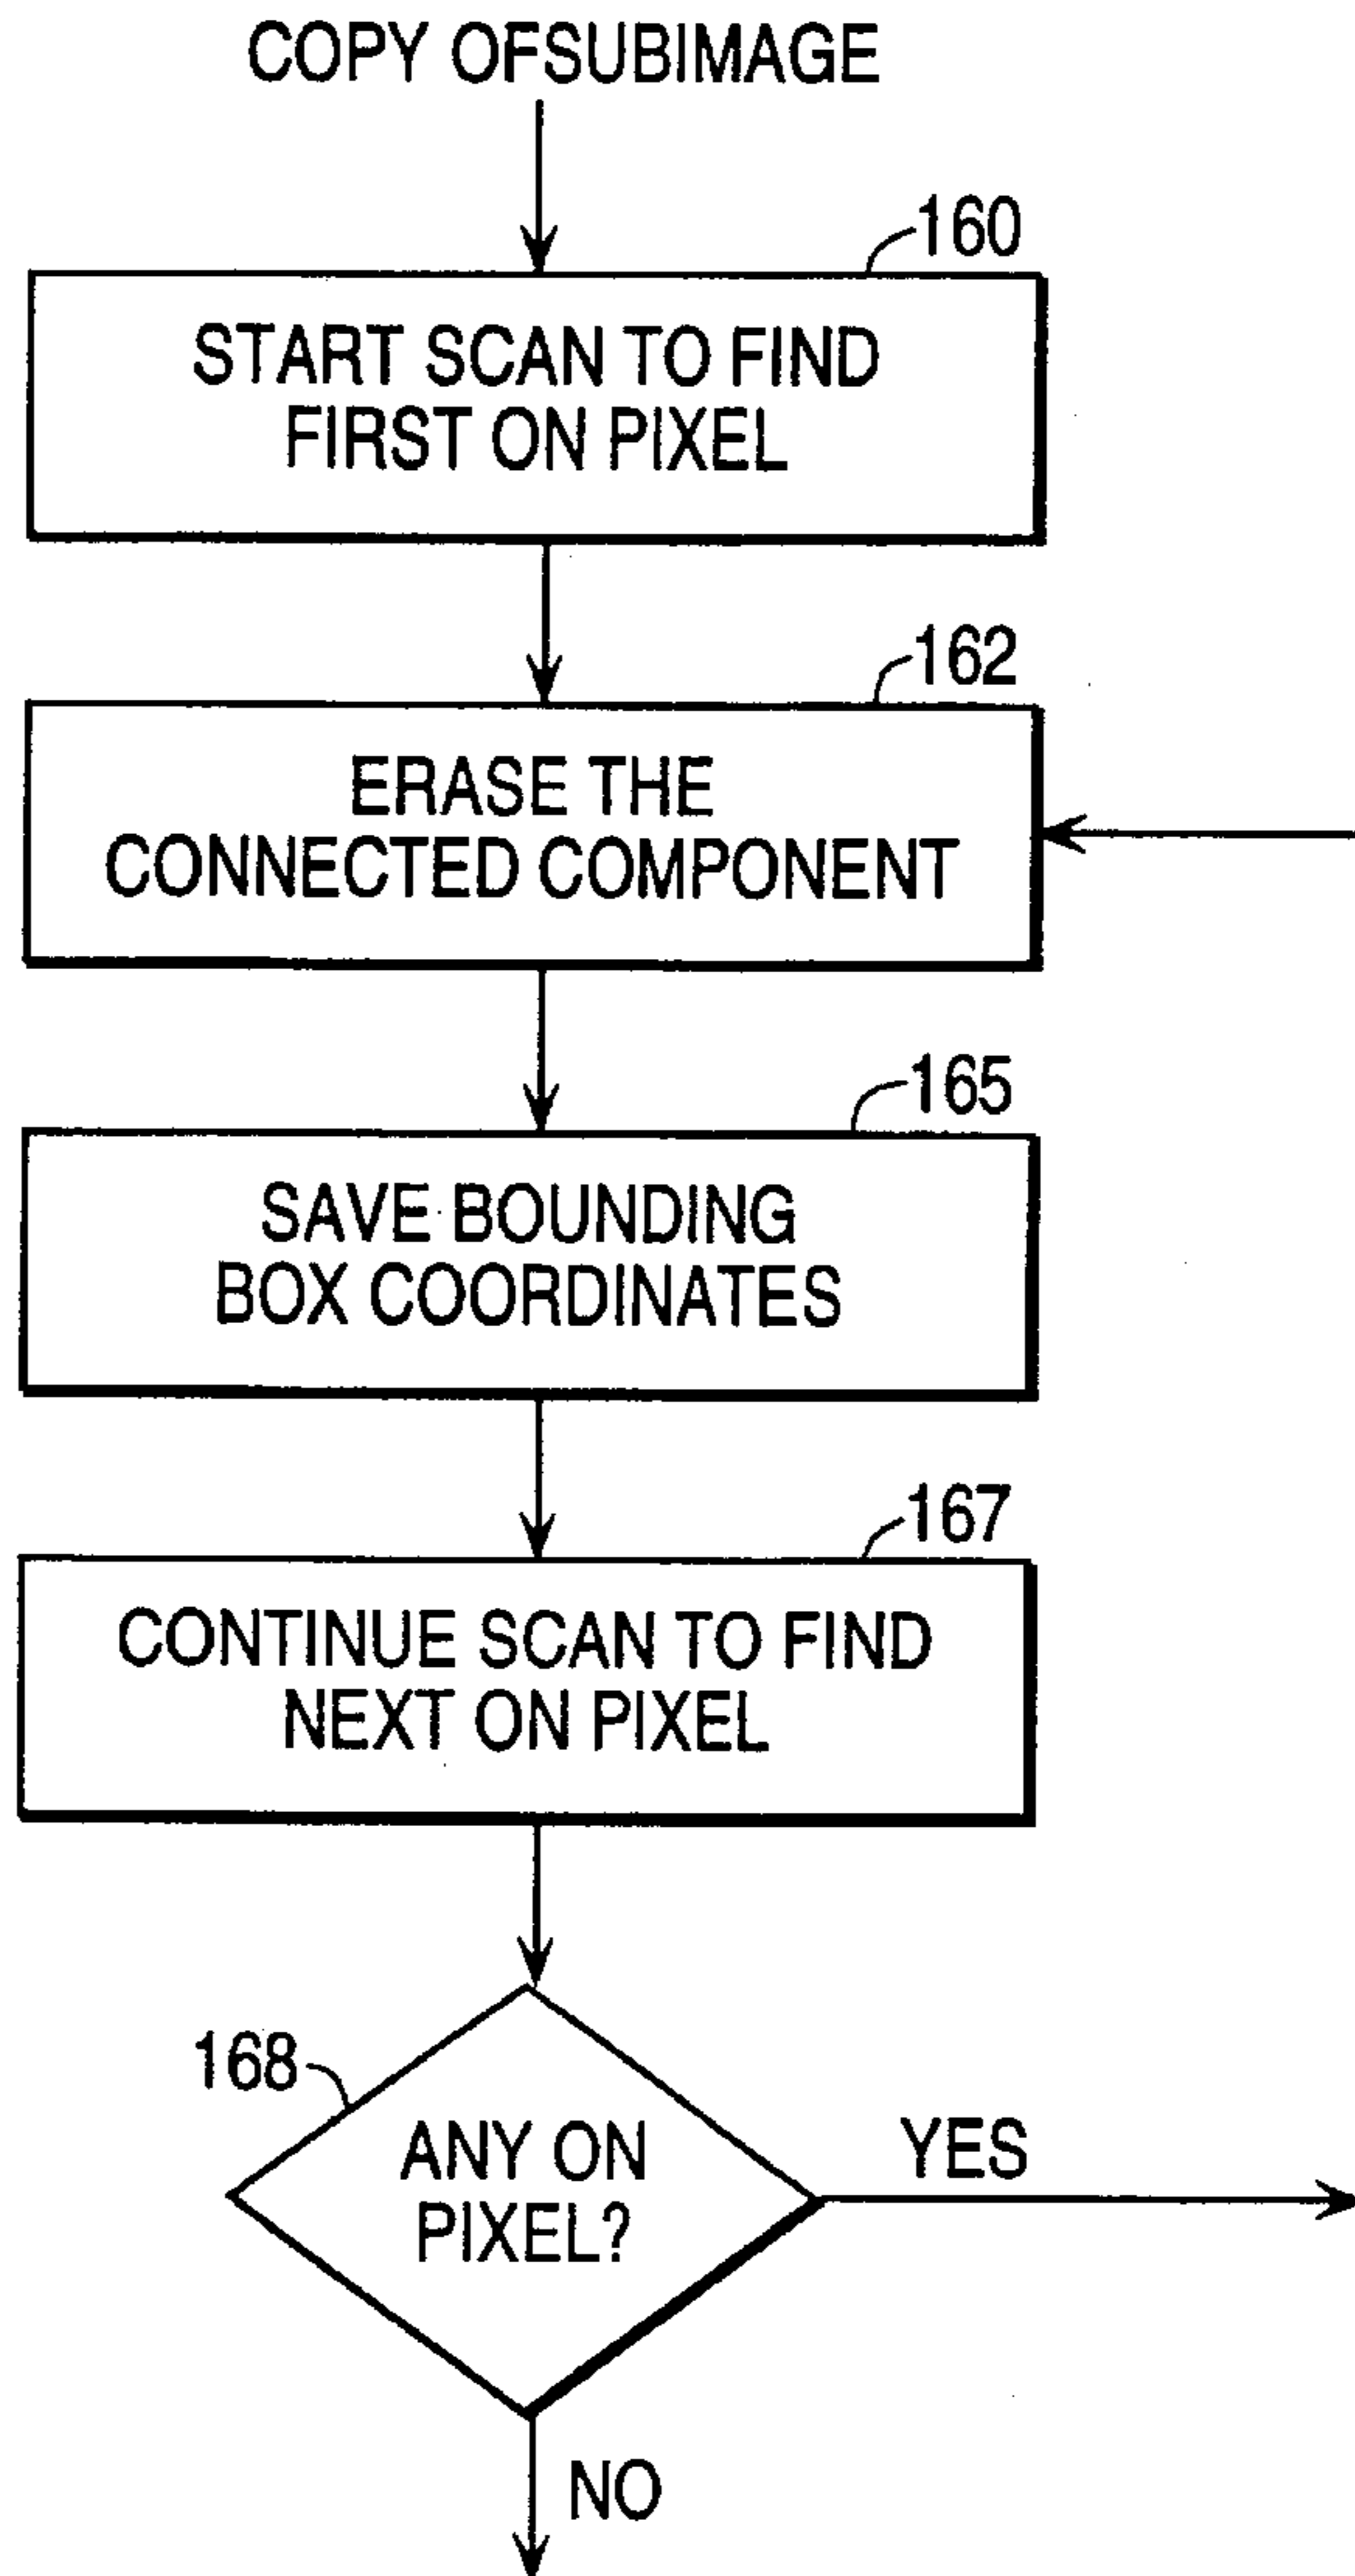 COPY OFSUBIMAGE
160
START SCAN TO FIND
FIRST ON PIXEL
162
ERASE THE
CONNECTED COMPONENT
165
SAVE BOUNDING
BOX COORDINATES
167
CONTINUE SCAN TO FIND
NEXT ON PIXEL
168
ANY ON
PIXEL?
YES
NO